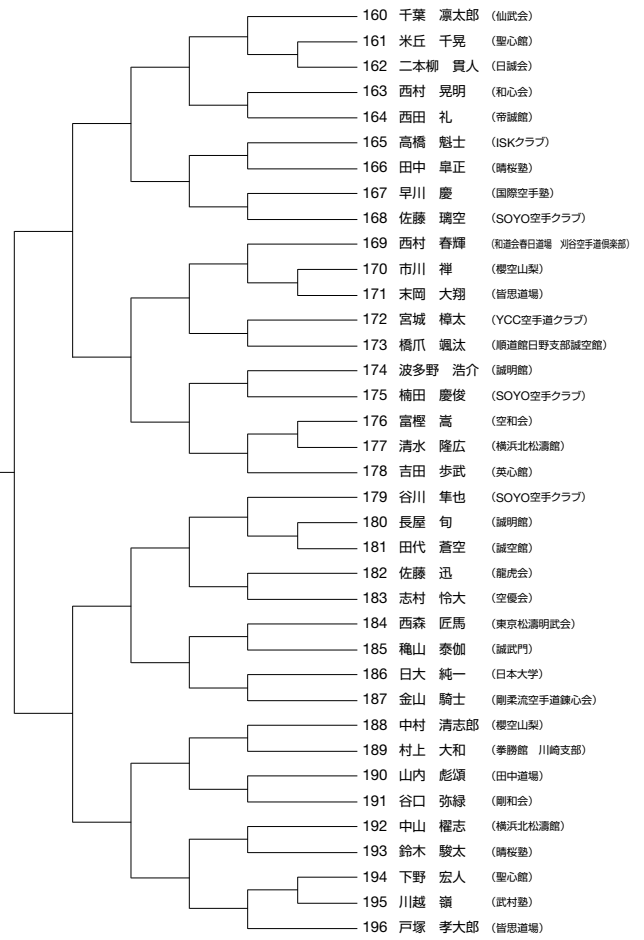 160 千葉 凛太郎 （仙武会）
161 米丘 千晃 （聖心館）
162 二本柳 貫人 （日誠会）
163 西村 晃明 （和心会）
164 西田 礼 （帝誠館）
165 高橋 魁士 （ISKクラブ）
166 田中 皐正 （晴桜塾）
167 早川 慶 （国際空手塾）
168 佐藤 璃空 （SOYO空手クラブ）
169 西村 春輝 （和道会春日道場 刈谷空手道倶楽部）
170 市川 禅 （櫻空山梨）
171 末岡 大翔 （皆思道場）
172 宮城 樟太 （YCC空手道クラブ）
173 橋爪 颯汰 （順道館日野支部誠空館）
174 波多野 浩介 （誠明館）
175 楠田 慶俊 （SOYO空手クラブ）
176 富樫 嵩 （空和会）
177 清水 隆広 （横浜北松濤館）
178 吉田 歩武 （英心館）
179 谷川 隼也 （SOYO空手クラブ）
180 長屋 旬 （誠明館）
181 田代 蒼空 （誠空館）
182 佐藤 迅 （龍虎会）
183 志村 怜大 （空優会）
184 西森 匠馬 （東京松濤明武会）
185 穐山 泰伽 （誠武門）
186 日大 純一 （日本大学）
187 金山 騎士 （剛柔流空手道錬心会）
188 中村 清志郎 （櫻空山梨）
189 村上 大和 （拳勝館 川崎支部）
190 山内 彪頌 （田中道場）
191 谷口 弥緑 （剛和会）
192 中山 櫂志 （横浜北松濤館）
193 鈴木 駿太 （晴桜塾）
194 下野 宏人 （聖心館）
195 川越 嶺 （武村塾）
196 戸塚 孝大郎 （皆思道場）